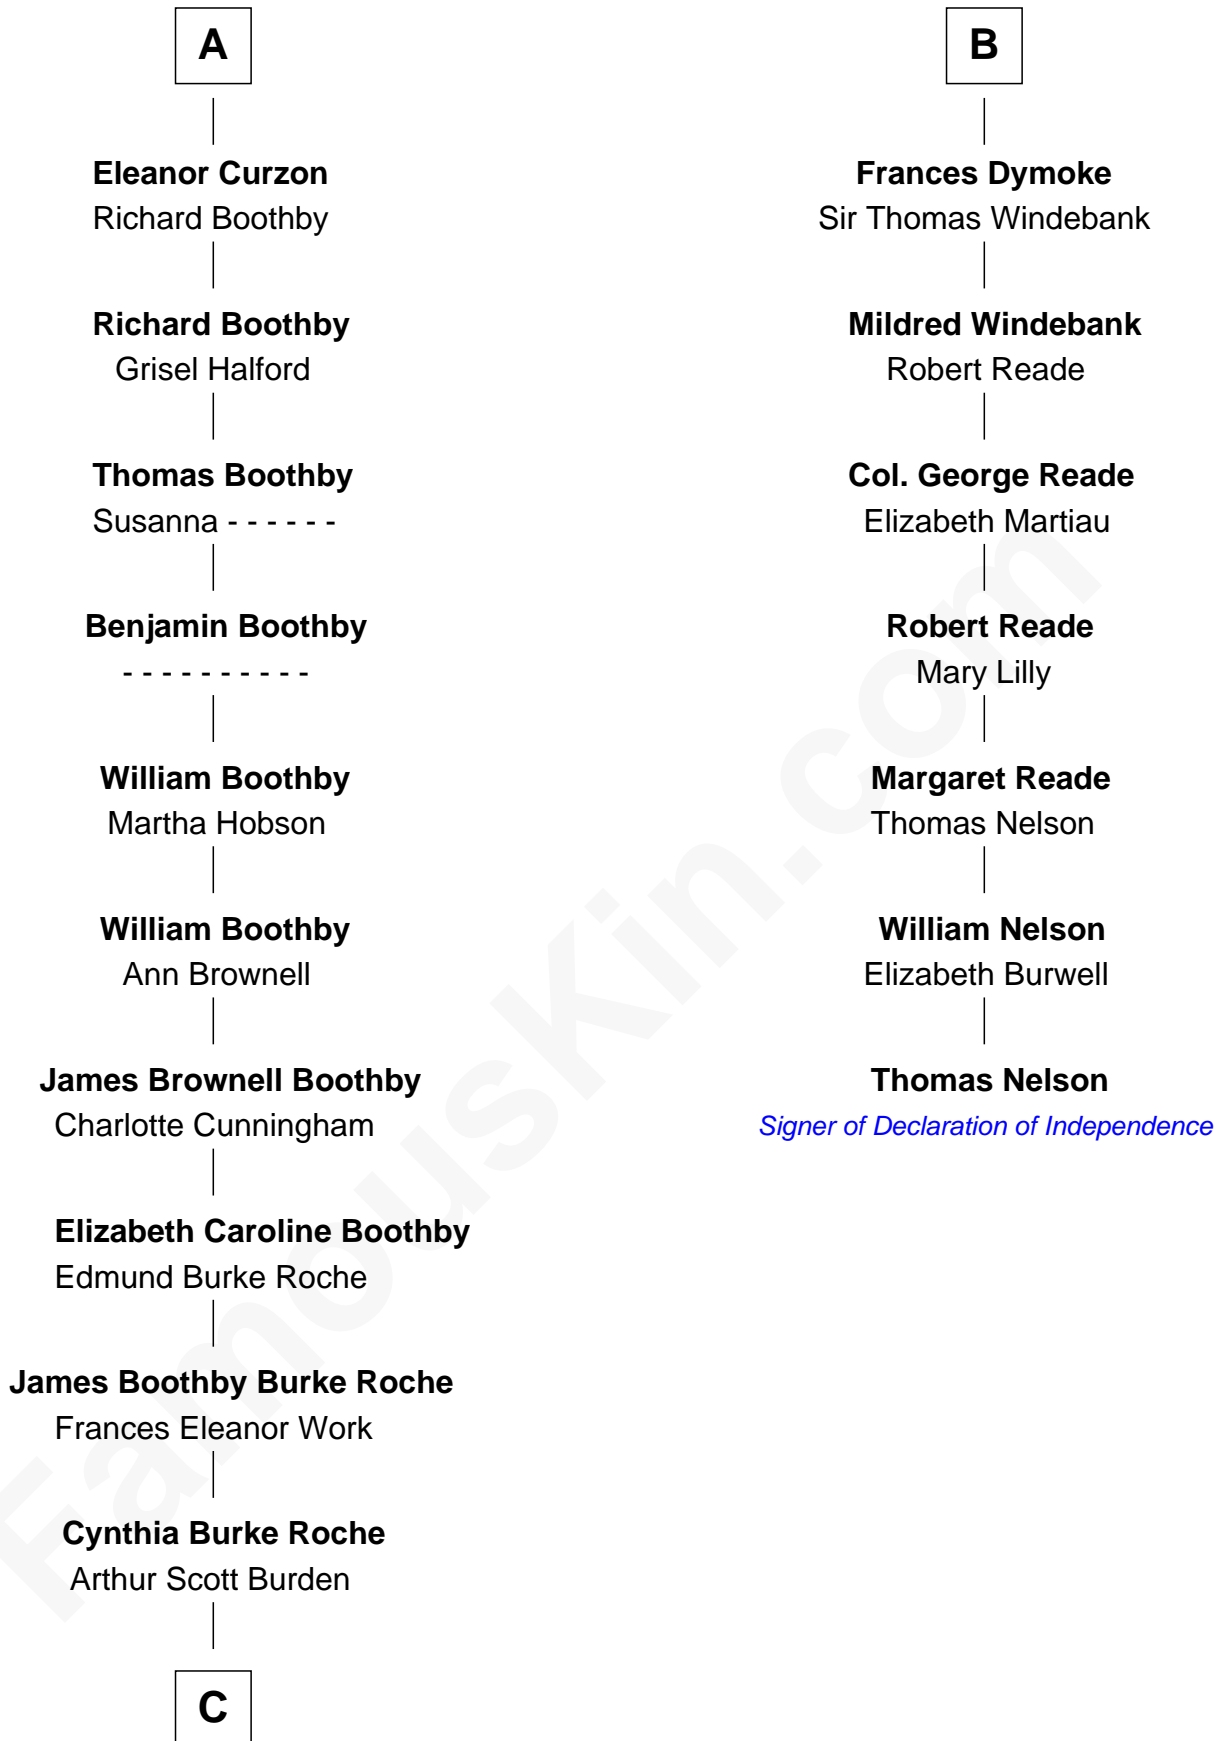 A
Eleanor Curzon
Richard Boothby
Richard Boothby
Grisel Halford
Thomas Boothby
Susanna - - - - - -
Benjamin Boothby
- - - - - - - - - -
William Boothby
Martha Hobson
William Boothby
Ann Brownell
James Brownell Boothby
Charlotte Cunningham
Elizabeth Caroline Boothby
Edmund Burke Roche
James Boothby Burke Roche
Frances Eleanor Work
Cynthia Burke Roche
Arthur Scott Burden
C
B
Frances Dymoke
Sir Thomas Windebank
Mildred Windebank
Robert Reade
Col. George Reade
Elizabeth Martiau
Robert Reade
Mary Lilly
Margaret Reade
Thomas Nelson
William Nelson
Elizabeth Burwell
Thomas Nelson
Signer of Declaration of Independence
FamousKin.com